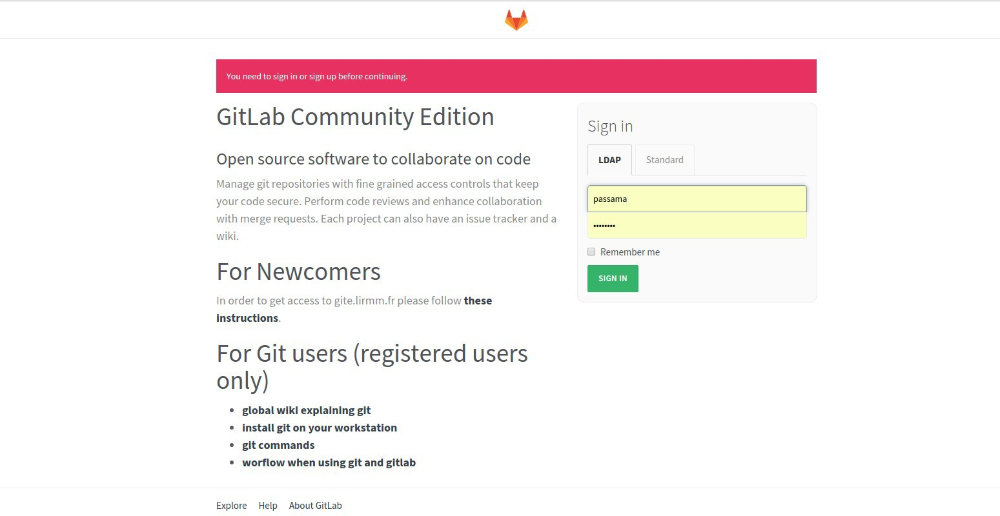 You need to sign in or sign up before continuing.
GitLab Community Edition
Open source software to collaborate on code
Manage git repositories with fine grained access controls that keep
your code secure. Perform code reviews and enhance collaboration
with merge requests. Each project can also have an issue tracker and a
wiki.
For Newcomers
In order to get access to gite.lirmm.fr please follow these
instructions.
For Git users (registered users
only)
• global wiki explaining git
• install git on your workstation
• git commands
• worflow when using git and gitlab
Sign in
LDAP Standard
passama
••••••••
Remember me
SIGN IN
Explore Help About GitLab